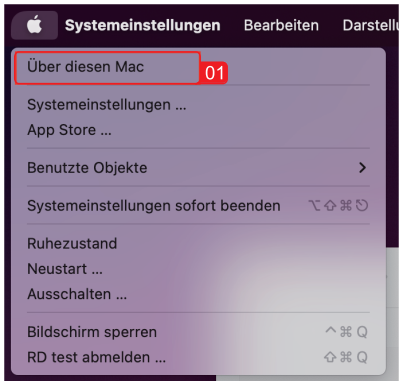 Systemeinstellungen Bearbeiten
Über diesen Mac
01
Systemeinstellungen ...
App Store ...
Benutzte Objekte
Systemeinstellungen sofort beenden ⌥⇧⌘⎋
Ruhezustand
Neustart ...
Ausschalten ...
Bildschirm sperren ^⌘Q
RD test abmelden ... ⇧⌘Q